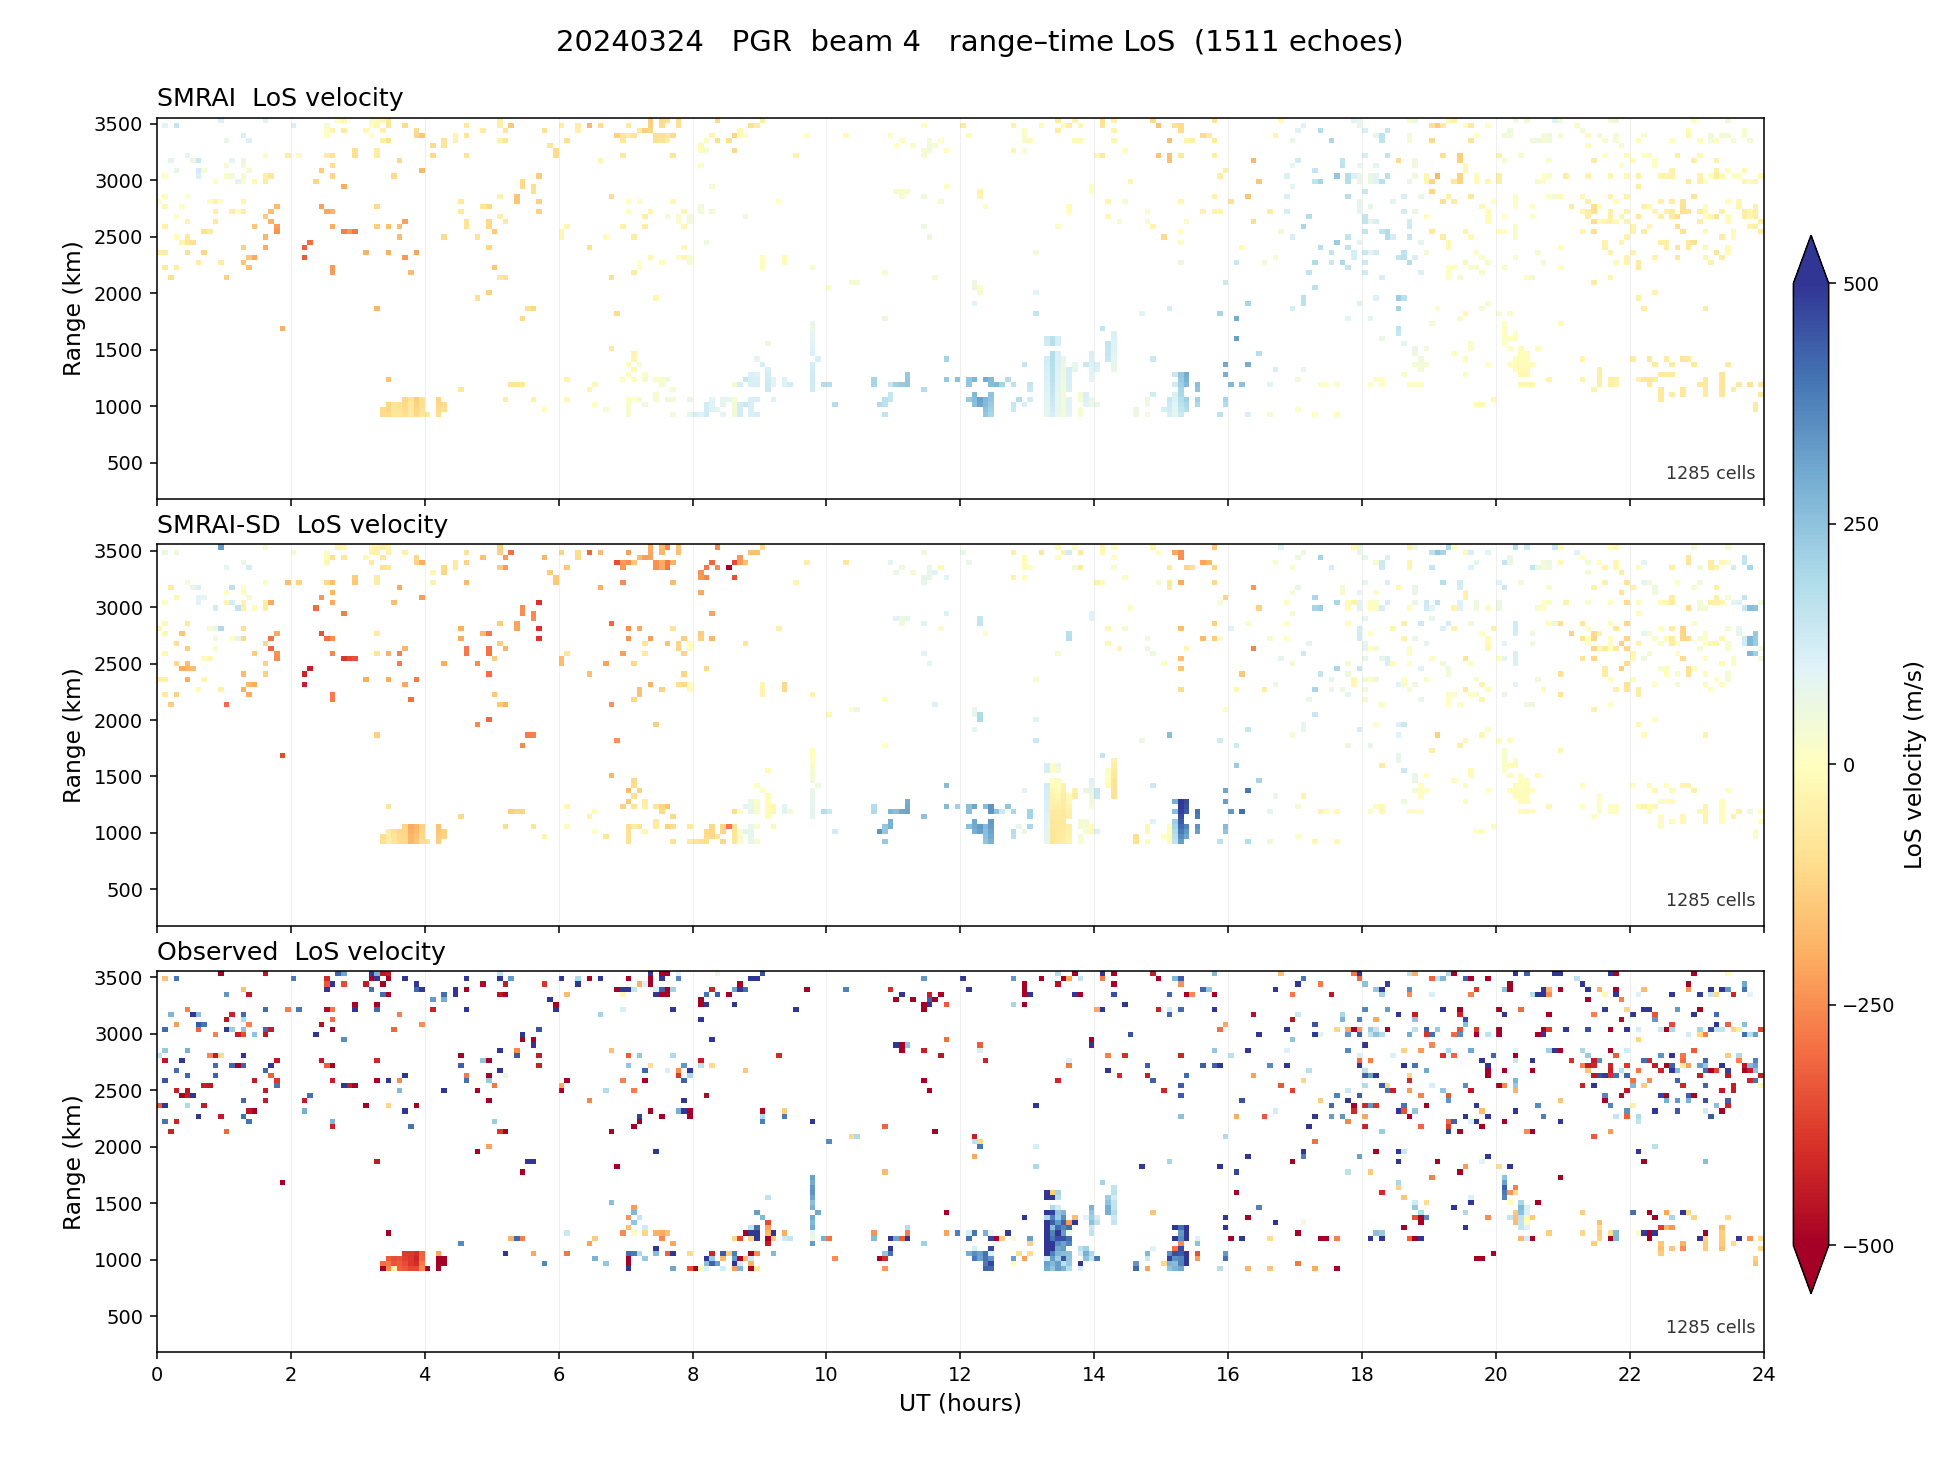 20240324   PGR  beam 4   range–time LoS  (1511 echoes)
SMRAI  LoS velocity
3500
3000
2500
2000
1500
1000
500
Range (km)
1285 cells
SMRAI-SD  LoS velocity
3500
3000
2500
2000
1500
1000
500
Range (km)
1285 cells
Observed  LoS velocity
3500
3000
2500
2000
1500
1000
500
Range (km)
1285 cells
0 2 4 6 8 10 12 14 16 18 20 22 24
UT (hours)
500
250
0
−250
−500
LoS velocity (m/s)